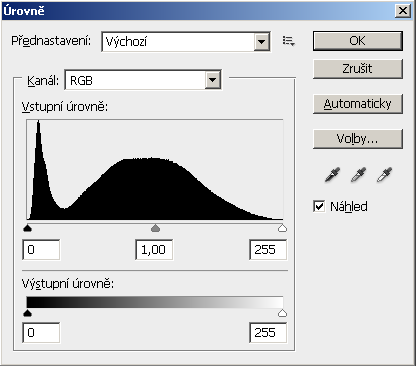 Úrovně
Přednastavení: Výchozí
OK
Zrušit
Automaticky
Volby...
Náhled
Kanál: RGB
Vstupní úrovně:
0 1,00 255
Výstupní úrovně:
0 255